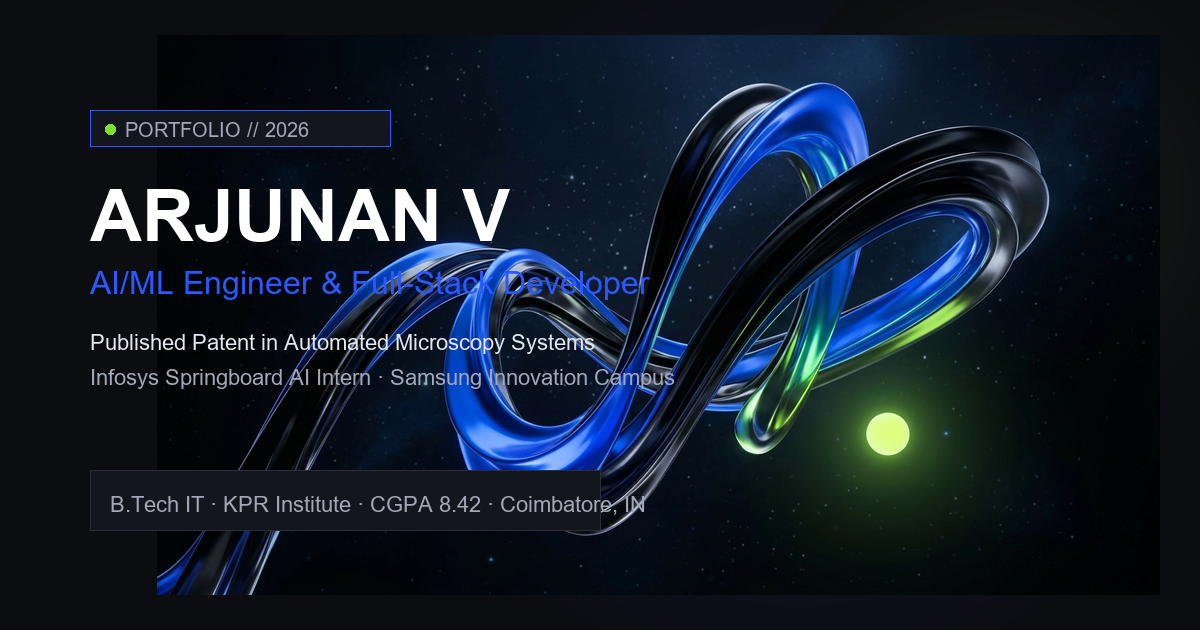 PORTFOLIO // 2026
ARJUNAN V
AI/ML Engineer & Full-Stack Developer
Published Patent in Automated Microscopy Systems
Infosys Springboard AI Intern · Samsung Innovation Campus
B.Tech IT · KPR Institute · CGPA 8.42 · Coimbatore, IN